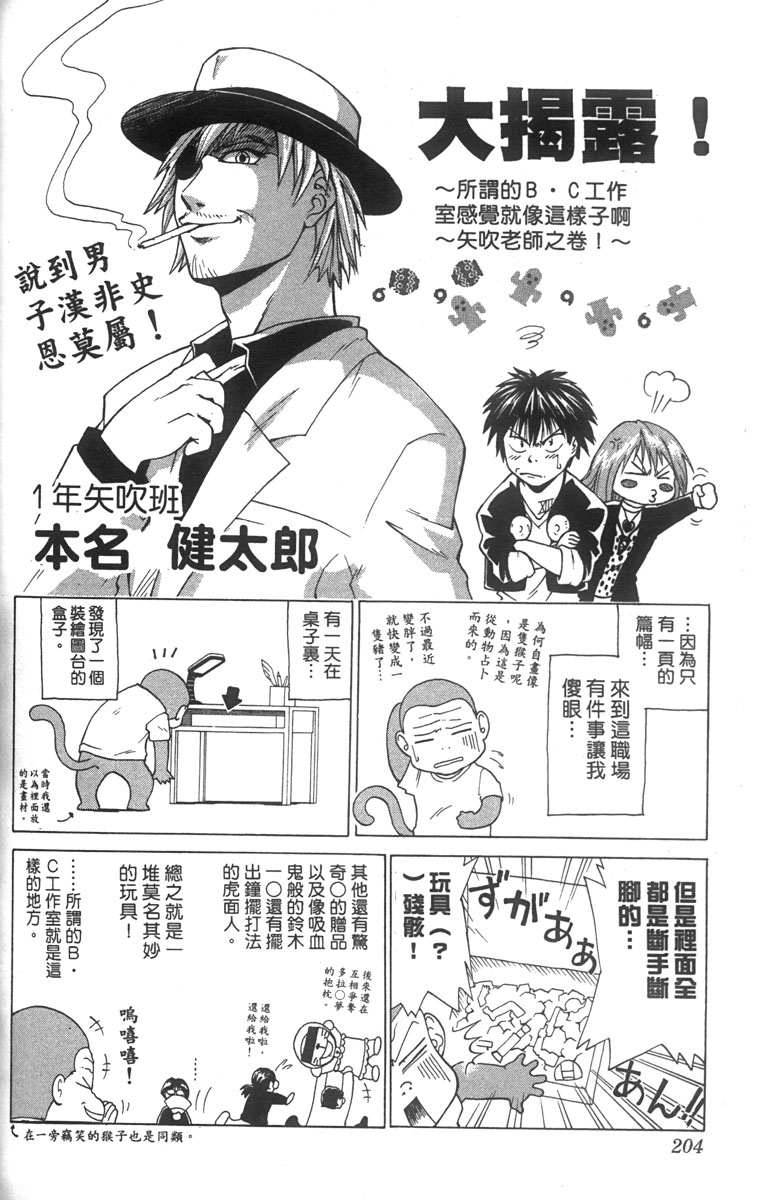 大揭露！
～所謂的Ｂ・Ｃ工作
室感覺就像這樣子啊
～矢吹老師之卷！～
說到男
子漢非史
恩莫屬！
1年矢吹班
本名 健太郎
…因為只
有一頁的
篇幅…
來到這職場
有件事讓我
傻眼…
為何自畫像
是隻猴子呢
，因為這是
從動物占卜
而來的。
不過最近
變胖了，
就快變成一
隻豬了…
有一天在
桌子裏…
發現了一個
裝繪圖台的
盒子。
當時我還
以為裡面放
的是畫材。
但是裡面全
都是斷手斷
腳的…
玩具（？
）殘骸！
ずがあぁ
あん!!
其他還有驚
奇〇的贈品
以及像吸血
鬼般的鈴木
一〇還有擺
出鐘擺打法
的虎面人。
總之就是一
堆莫名其妙
的玩具！
……所謂的Ｂ・
Ｃ工作室就是這
樣的地方。
後來還在
互相爭奪
多拉〇夢
的抱枕。
還給我啦！
還給我啦，
嗚嘻嘻！
在一旁竊笑的猴子也是同類。
204